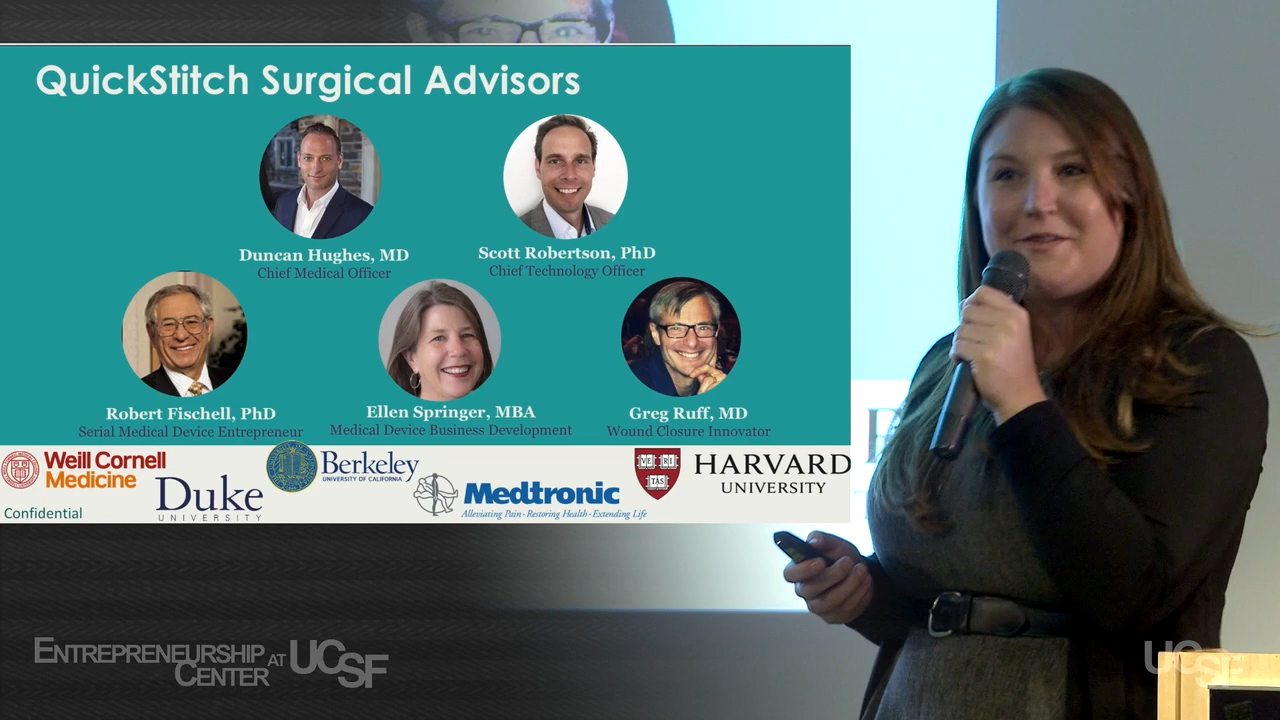 QuickStitch Surgical Advisors
Duncan Hughes, MD
Chief Medical Officer
Scott Robertson, PhD
Chief Technology Officer
Robert Fischell, PhD
Serial Medical Device Entrepreneur
Ellen Springer, MBA
Medical Device Business Development
Greg Ruff, MD
Wound Closure Innovator
Weill Cornell
Medicine
Duke
UNIVERSITY
Berkeley
UNIVERSITY OF CALIFORNIA
Medtronic
Alleviating Pain · Restoring Health · Extending Life
VE RI
TAS
HARVARD
UNIVERSITY
Confidential
ENTREPRENEURSHIP
CENTER AT UCSF
UCSF